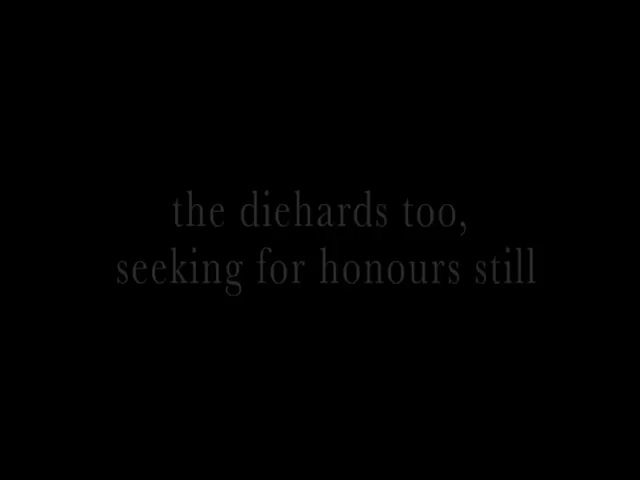 the diehards too,
seeking for honours still